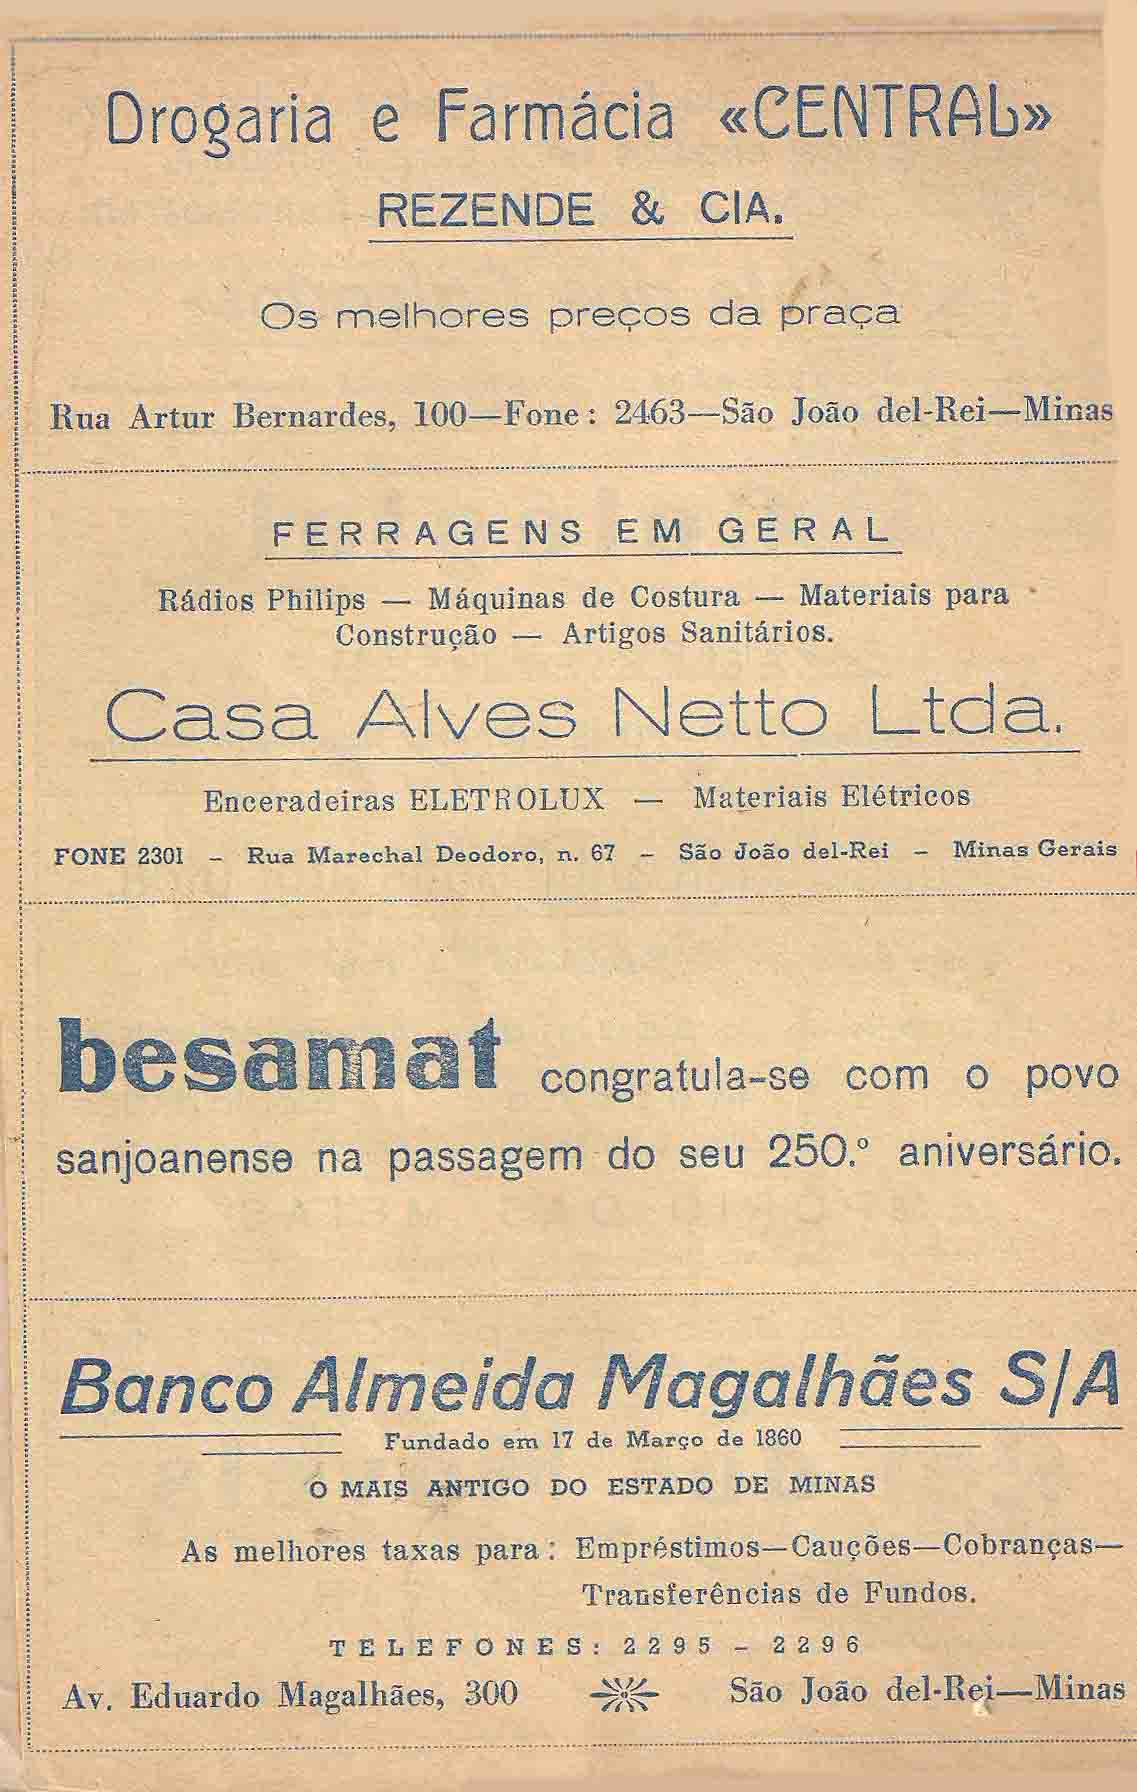 Drogaria e Farmácia «CENTRAL»
REZENDE & CIA.
Os melhores preços da praça
Rua Artur Bernardes, 100—Fone: 2463—São João del-Rei—Minas
FERRAGENS EM GERAL
Rádios Philips — Máquinas de Costura — Materiais para
Construção — Artigos Sanitários.
Casa Alves Netto Ltda.
Enceradeiras ELETROLUX — Materiais Elétricos
FONE 2301 – Rua Marechal Deodoro, n. 67 – São João del-Rei – Minas Gerais
besamat congratula-se com o povo
sanjoanense na passagem do seu 250.º aniversário.
Banco Almeida Magalhães S/A
Fundado em 17 de Março de 1860
O MAIS ANTIGO DO ESTADO DE MINAS
As melhores taxas para: Empréstimos—Cauções—Cobranças—
Transferências de Fundos.
TELEFONES: 2295 – 2296
Av. Eduardo Magalhães, 300 São João del-Rei—Minas